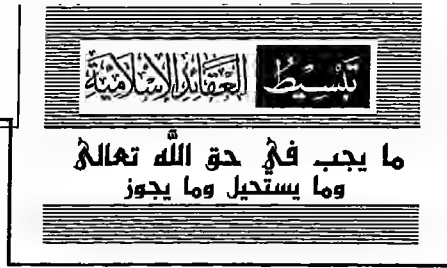 تبسيط العقائد الإسلامية
ما يجب في حق الله تعالى
وما يستحيل وما يجوز